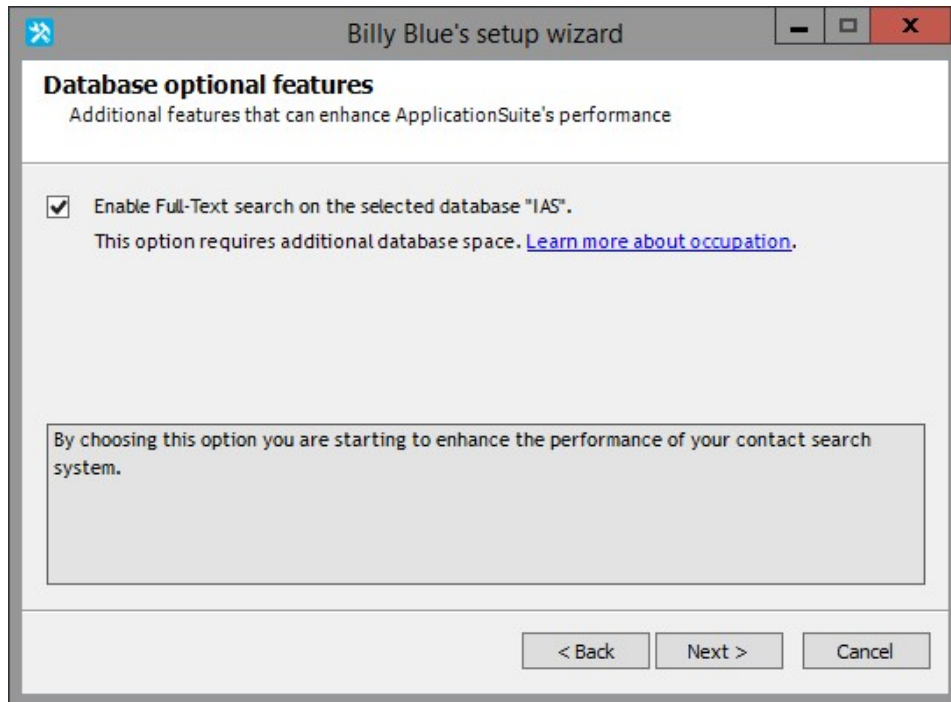 Billy Blue's setup wizard
Database optional features
Additional features that can enhance ApplicationSuite's performance
Enable Full-Text search on the selected database "IAS".
This option requires additional database space. Learn more about occupation.
By choosing this option you are starting to enhance the performance of your contact search
system.
< Back
Next >
Cancel